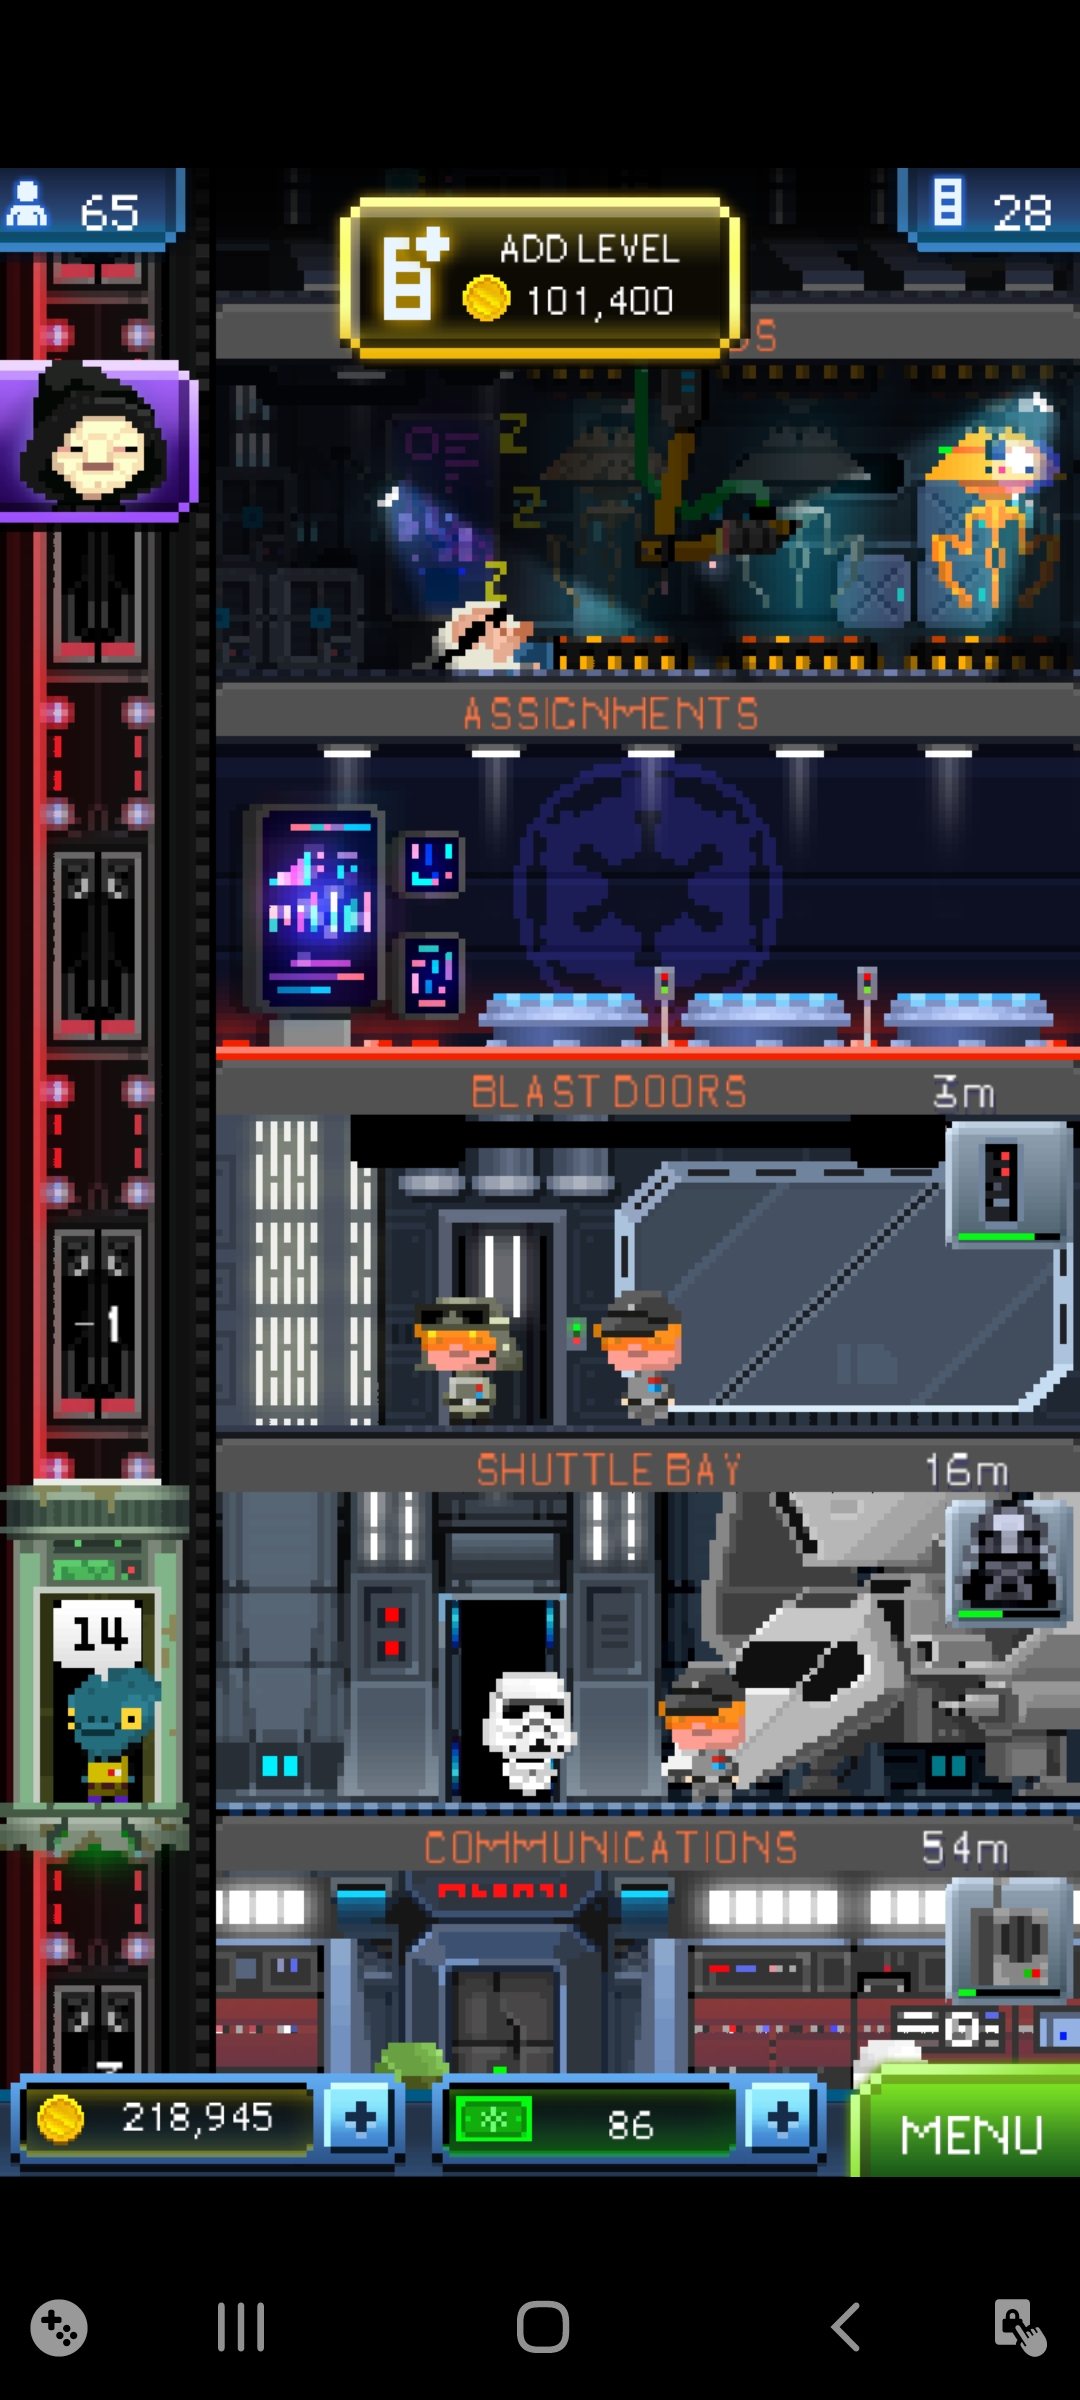 65
28
ADD LEVEL
101,400
DS
Z
Z
Z
ASSIGNMENTS
BLAST DOORS
3m
-1
SHUTTLE BAY
16m
14
COMMUNICATIONS
54m
218,945
+
86
+
MENU